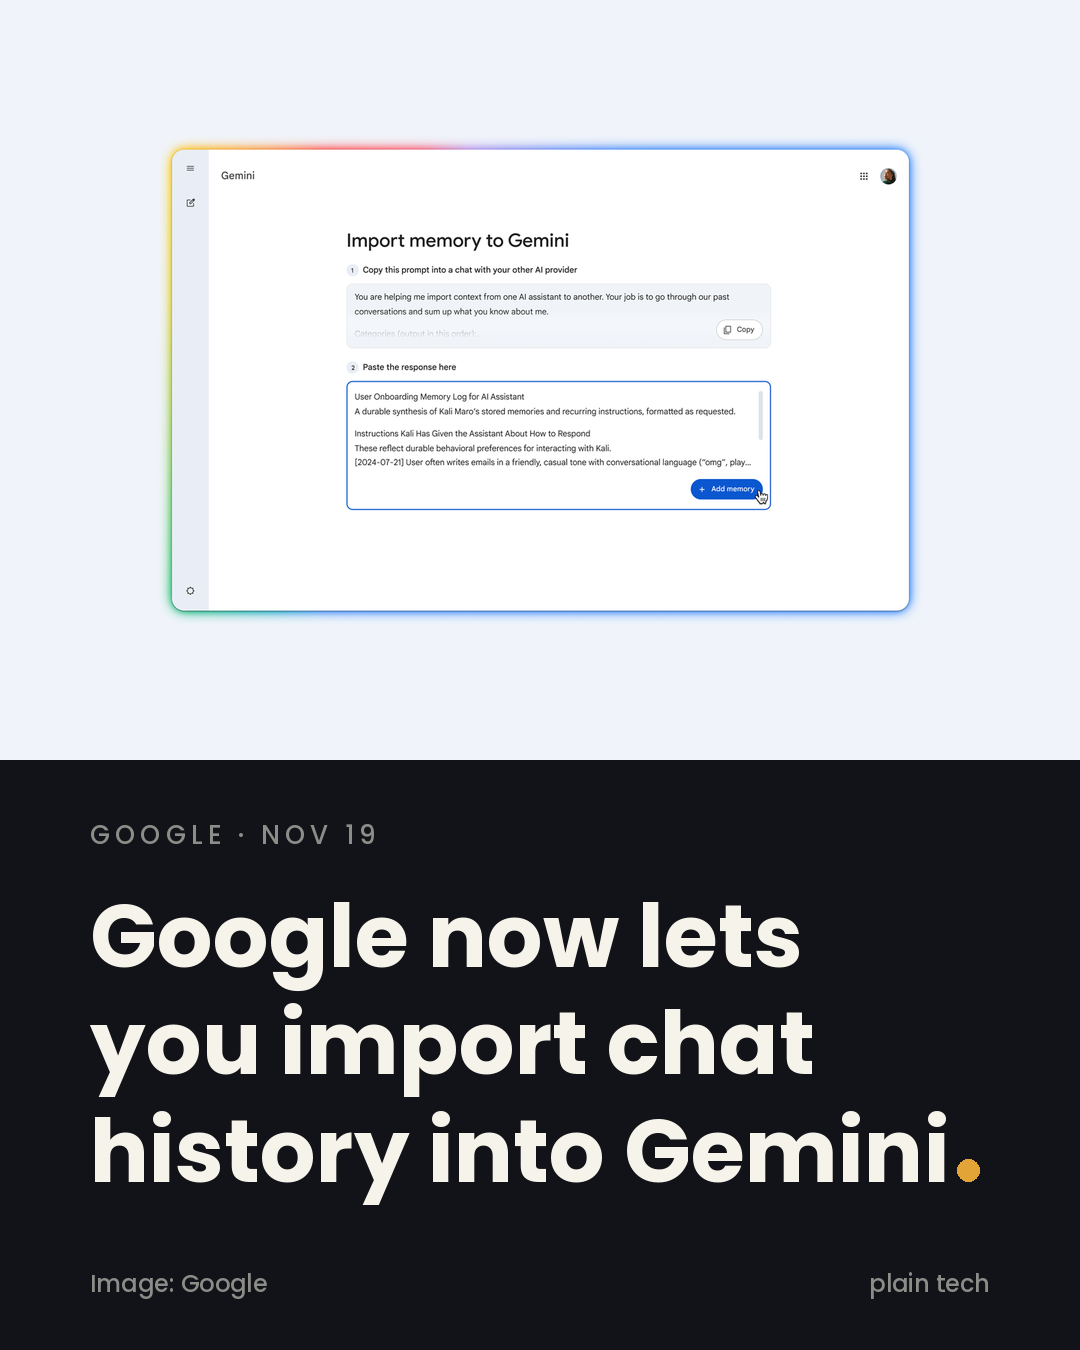 Gemini
Import memory to Gemini
1 Copy this prompt into a chat with your other AI provider
You are helping me import context from one AI assistant to another. Your job is to go through our past
conversations and sum up what you know about me.
Categories (output in this order):..
Copy
2 Paste the response here
User Onboarding Memory Log for AI Assistant
A durable synthesis of Kali Maro's stored memories and recurring instructions, formatted as requested.
Instructions Kali Has Given the Assistant About How to Respond
These reflect durable behavioral preferences for interacting with Kali.
[2024-07-21] User often writes emails in a friendly, casual tone with conversational language ("omg", play...
+ Add memory
GOOGLE · NOV 19
Google now lets
you import chat
history into Gemini.
Image: Google
plain tech